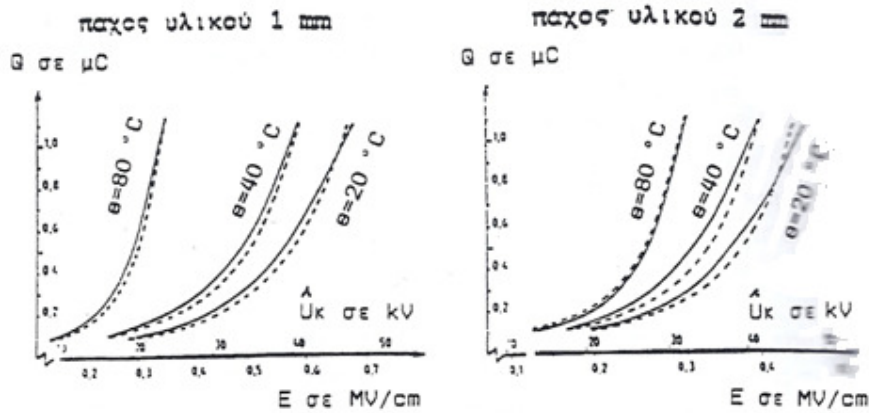 παχος υλικού 1 mm
Q σε μC
1,0
0,8
0,6
0,4
0,2
θ=80 °C
θ=40 °C
θ=20 °C
Ûκ σε kV
10 20 30 40 50
0,2 0,3 0,4 0,5 0,6 0,7
E σε MV/cm
παχος υλικού 2 mm
Q σε μC
1,0
0,8
0,6
0,4
0,2
θ=80 °C
θ=40 °C
θ=20 °C
Ûκ σε kV
10 20 30 40
0,1 0,2 0,3 0,4
E σε MV/cm